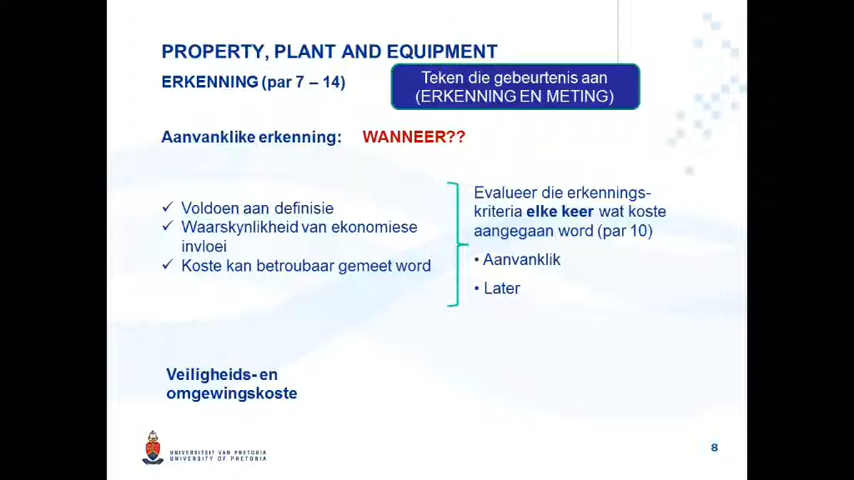 PROPERTY, PLANT AND EQUIPMENT
ERKENNING (par 7 – 14)
Teken die gebeurtenis aan
(ERKENNING EN METING)
Aanvanklike erkenning: WANNEER??
✓ Voldoen aan definisie
✓ Waarskynlikheid van ekonomiese
invloei
✓ Koste kan betroubaar gemeet word
Evalueer die erkennings-
kriteria elke keer wat koste
aangegaan word (par 10)
• Aanvanklik
• Later
Veiligheids- en
omgewingskoste
UNIVERSITEIT VAN PRETORIA
UNIVERSITY OF PRETORIA
8